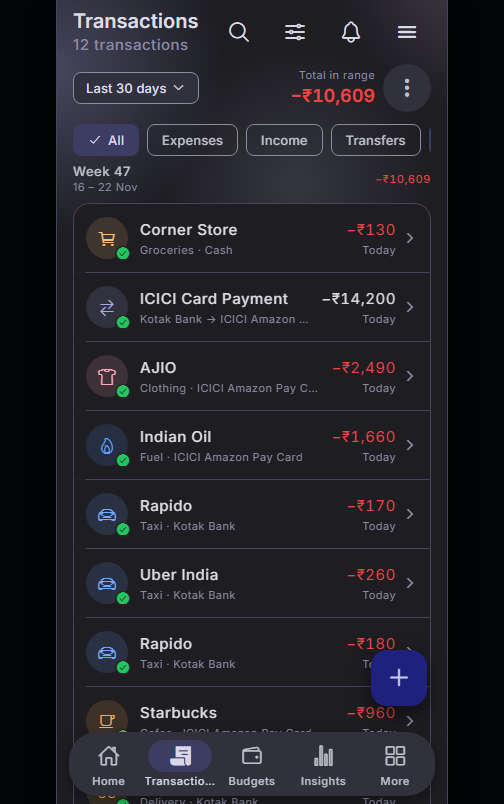 Transactions
12 transactions
Last 30 days
Total in range
−₹10,609
All
Expenses
Income
Transfers
Week 47
16 – 22 Nov
−₹10,609
Corner Store
−₹130
Groceries · Cash
Today
ICICI Card Payment
−₹14,200
Kotak Bank → ICICI Amazon ...
Today
AJIO
−₹2,490
Clothing · ICICI Amazon Pay C...
Today
Indian Oil
−₹1,660
Fuel · ICICI Amazon Pay Card
Today
Rapido
−₹170
Taxi · Kotak Bank
Today
Uber India
−₹260
Taxi · Kotak Bank
Today
Rapido
−₹180
Taxi · Kotak Bank
Starbucks
−₹960
Home
Transactio...
Budgets
Insights
More
Delivery · Kotak Bank